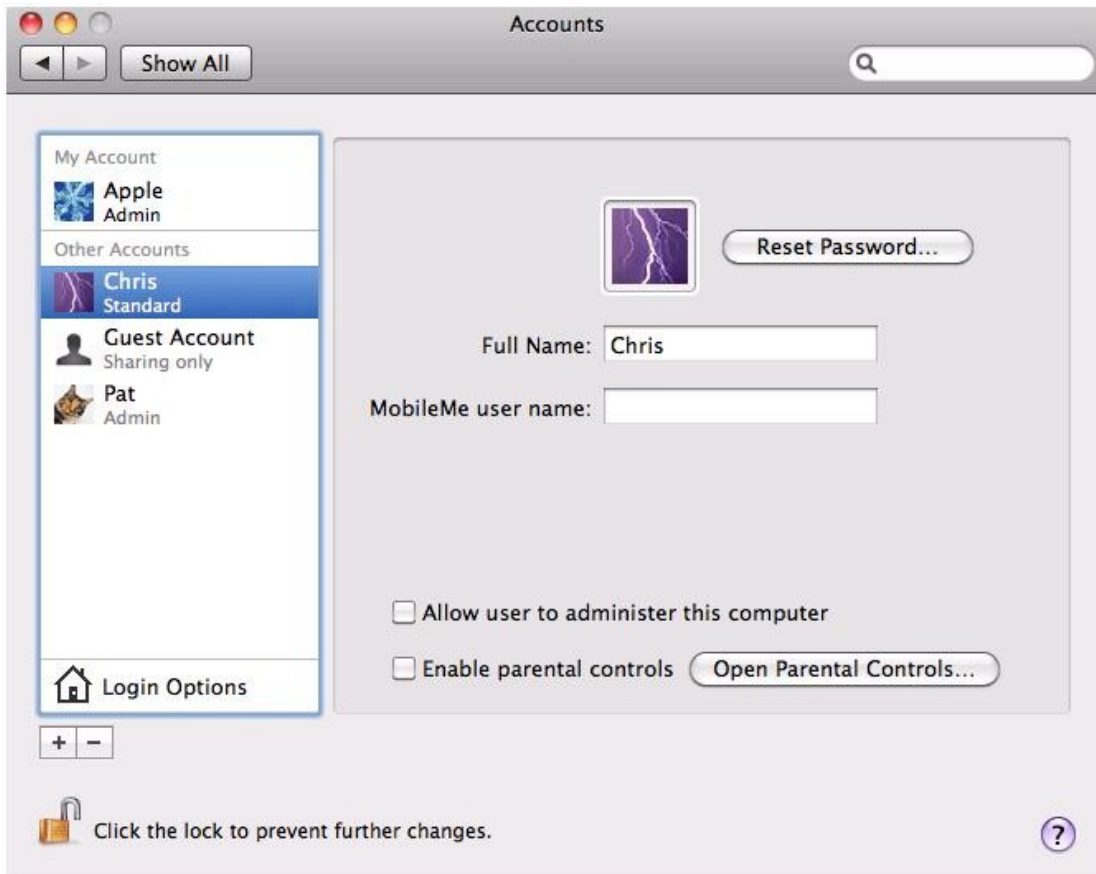 Accounts
Show All
My Account
Apple
Admin
Other Accounts
Chris
Standard
Guest Account
Sharing only
Pat
Admin
Login Options
+ −
Reset Password...
Full Name: Chris
MobileMe user name:
Allow user to administer this computer
Enable parental controls Open Parental Controls...
Click the lock to prevent further changes.
?